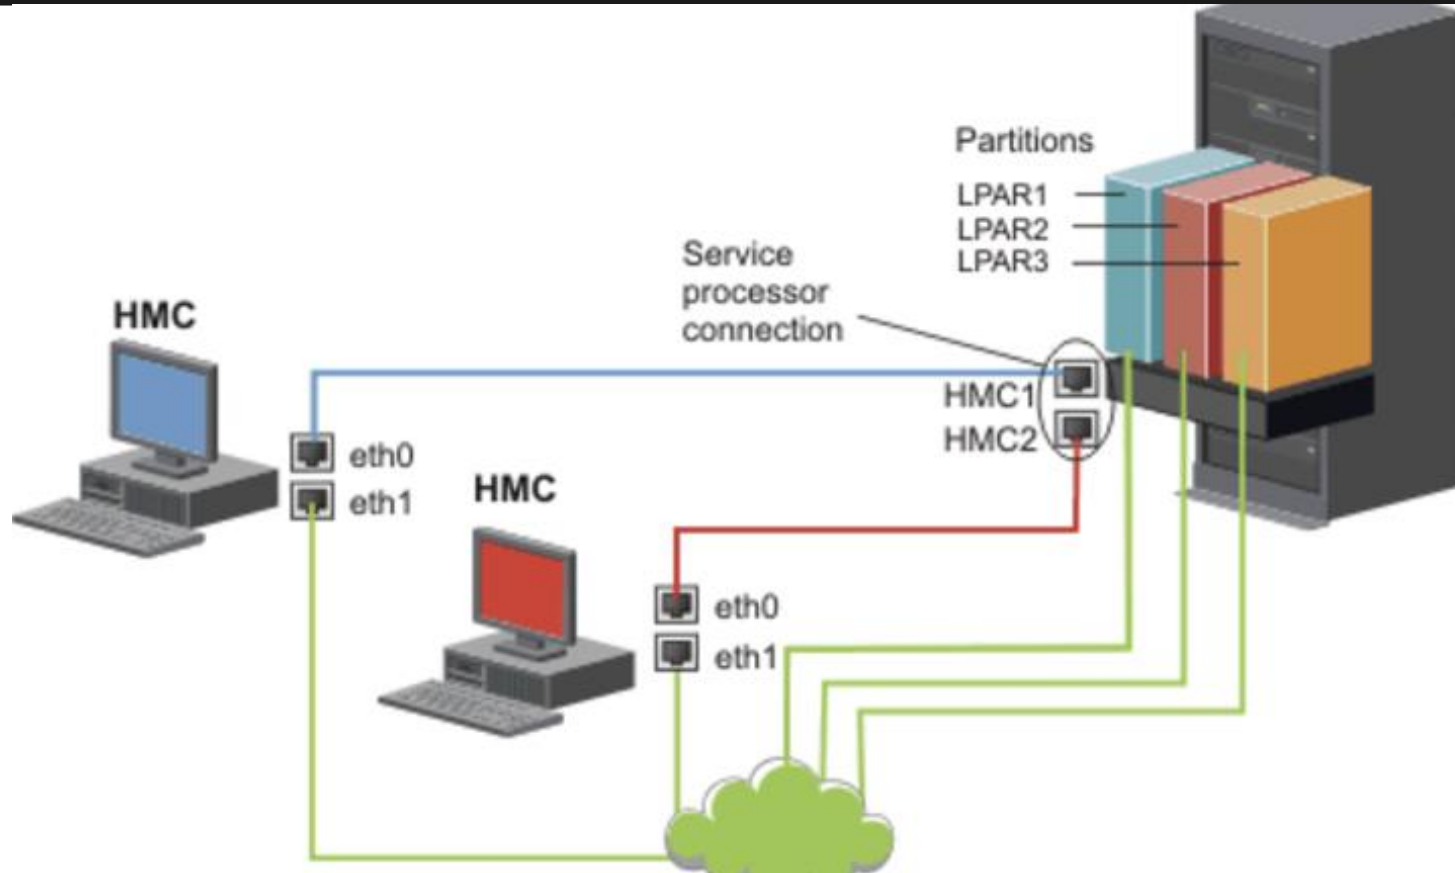 Partitions
LPAR1
LPAR2
LPAR3
Service
processor
connection
HMC
HMC1
HMC2
eth0
eth1
HMC
eth0
eth1